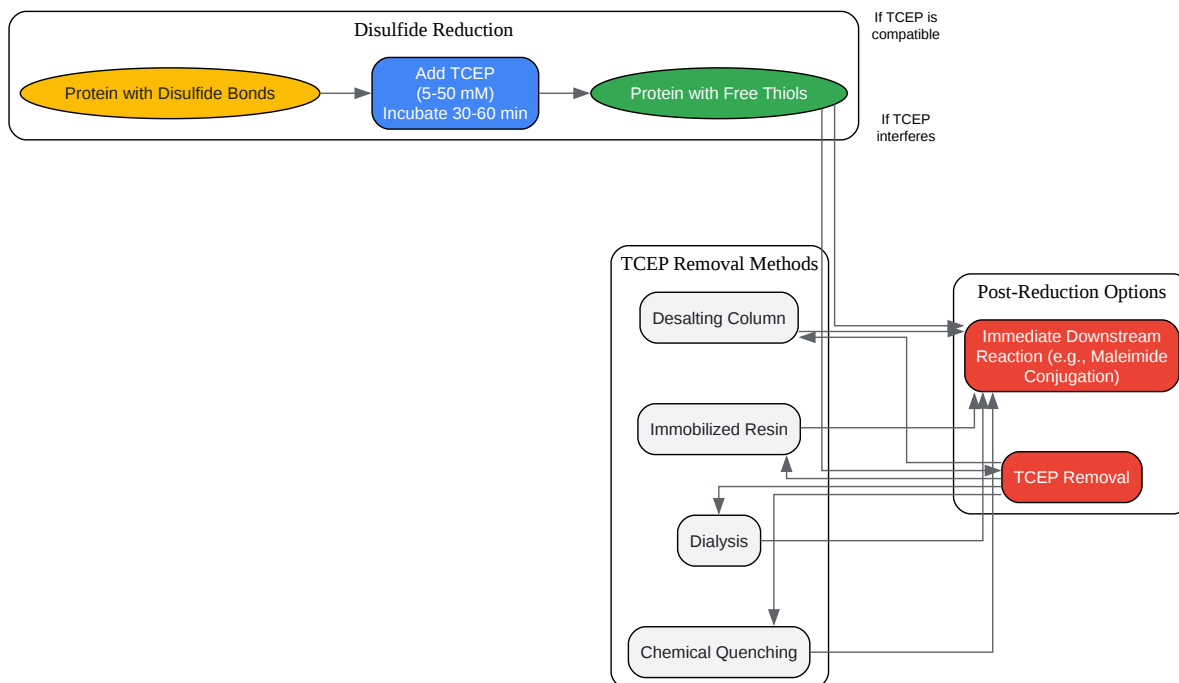 Disulfide Reduction
If TCEP is
compatible
Protein with Disulfide Bonds
Add TCEP
(5-50 mM)
Incubate 30-60 min
Protein with Free Thiols
If TCEP
interferes
TCEP Removal Methods
Desalting Column
Immobilized Resin
Dialysis
Chemical Quenching
Post-Reduction Options
Immediate Downstream
Reaction (e.g., Maleimide
Conjugation)
TCEP Removal